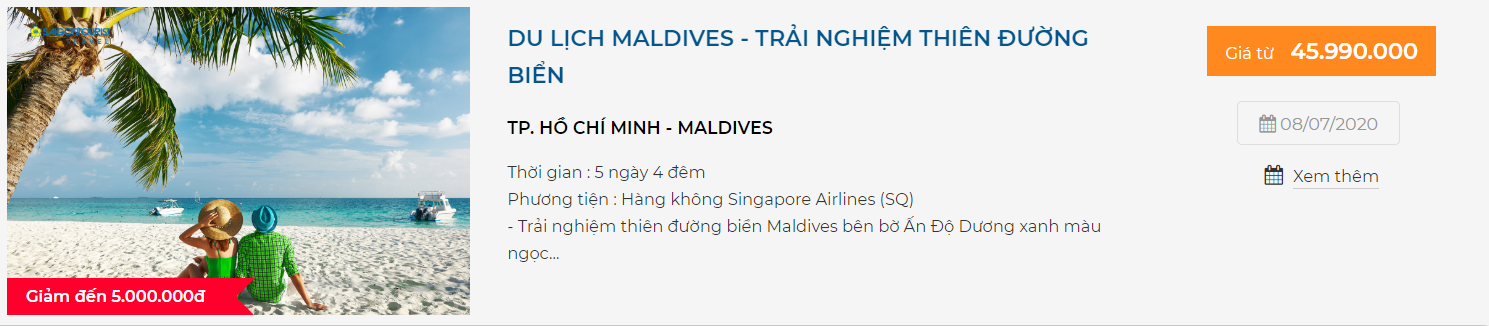 DU LỊCH MALDIVES - TRẢI NGHIỆM THIÊN ĐƯỜNG
BIỂN
TP. HỒ CHÍ MINH - MALDIVES
Thời gian : 5 ngày 4 đêm
Phương tiện : Hàng không Singapore Airlines (SQ)
- Trải nghiệm thiên đường biển Maldives bên bờ Ấn Độ Dương xanh màu
ngọc...
Giảm đến 5.000.000đ
Giá từ 45.990.000
08/07/2020
Xem thêm